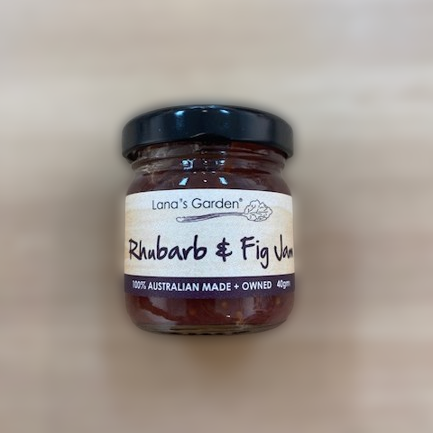 Lana's Garden®
Rhubarb & Fig Jam
100% AUSTRALIAN MADE + OWNED 40gm